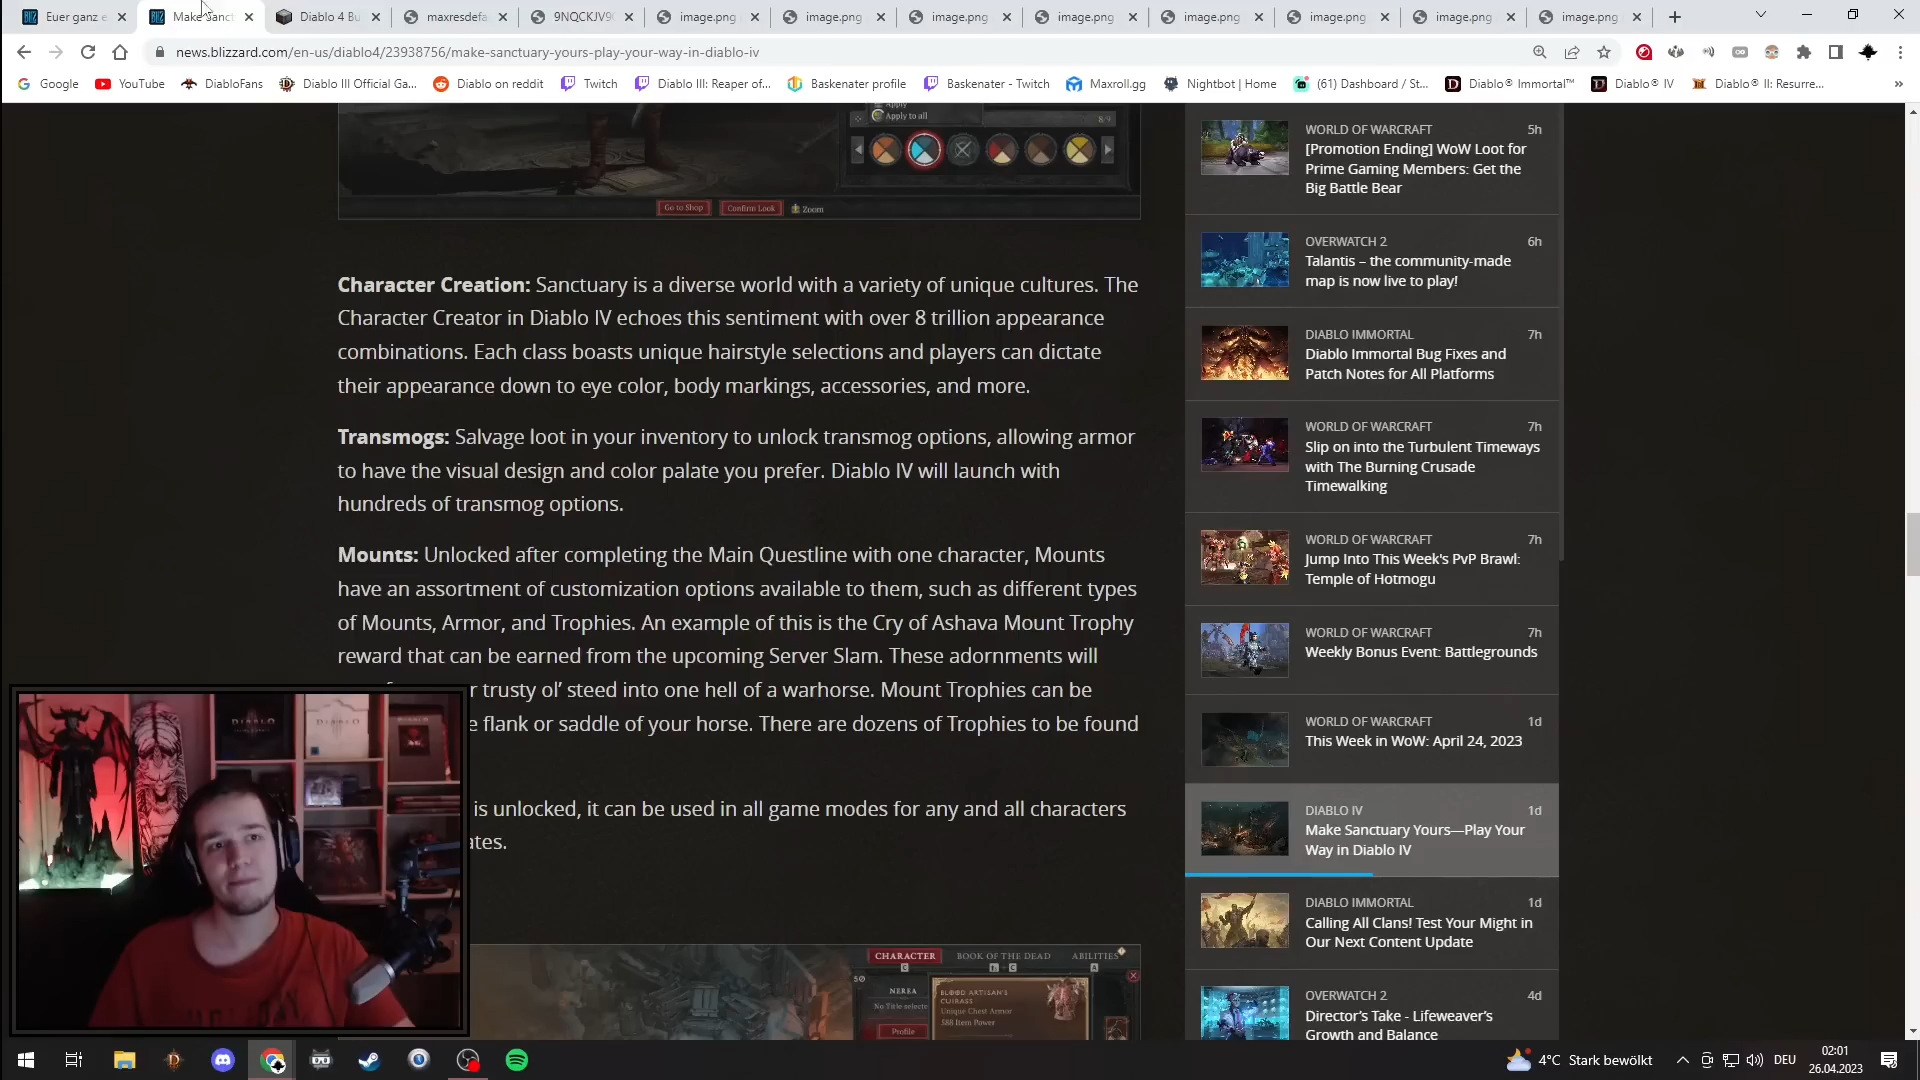 Euer ganz e
Make Sanct
Diablo 4 Bu
maxresdefa
9NQCKJV9
image.png
image.png
image.png
image.png
image.png
image.png
image.png
image.png
news.blizzard.com/en-us/diablo4/23938756/make-sanctuary-yours-play-your-way-in-diablo-iv
Google
YouTube
DiabloFans
Diablo III Official Ga...
Diablo on reddit
Twitch
Diablo III: Reaper of...
Baskenater profile
Baskenater - Twitch
Maxroll.gg
Nightbot | Home
(61) Dashboard / St...
Diablo® Immortal™
Diablo® IV
Diablo® II: Resurre...
Apply
Apply to all
8/9
Go to Shop
Confirm Look
Zoom
Character Creation: Sanctuary is a diverse world with a variety of unique cultures. The
Character Creator in Diablo IV echoes this sentiment with over 8 trillion appearance
combinations. Each class boasts unique hairstyle selections and players can dictate
their appearance down to eye color, body markings, accessories, and more.
Transmogs: Salvage loot in your inventory to unlock transmog options, allowing armor
to have the visual design and color palate you prefer. Diablo IV will launch with
hundreds of transmog options.
Mounts: Unlocked after completing the Main Questline with one character, Mounts
have an assortment of customization options available to them, such as different types
of Mounts, Armor, and Trophies. An example of this is the Cry of Ashava Mount Trophy
reward that can be earned from the upcoming Server Slam. These adornments will
r trusty ol’ steed into one hell of a warhorse. Mount Trophies can be
e flank or saddle of your horse. There are dozens of Trophies to be found
is unlocked, it can be used in all game modes for any and all characters
ates.
CHARACTER
BOOK OF THE DEAD
ABILITIES
C
A
50
NEREA
No Title selecte
Profile
BLOOD ARTISAN'S
CUIRASS
Unique Chest Armor
588 Item Power
WORLD OF WARCRAFT
5h
[Promotion Ending] WoW Loot for
Prime Gaming Members: Get the
Big Battle Bear
OVERWATCH 2
6h
Talantis – the community-made
map is now live to play!
DIABLO IMMORTAL
7h
Diablo Immortal Bug Fixes and
Patch Notes for All Platforms
WORLD OF WARCRAFT
7h
Slip on into the Turbulent Timeways
with The Burning Crusade
Timewalking
WORLD OF WARCRAFT
7h
Jump Into This Week's PvP Brawl:
Temple of Hotmogu
WORLD OF WARCRAFT
7h
Weekly Bonus Event: Battlegrounds
WORLD OF WARCRAFT
1d
This Week in WoW: April 24, 2023
DIABLO IV
1d
Make Sanctuary Yours—Play Your
Way in Diablo IV
DIABLO IMMORTAL
1d
Calling All Clans! Test Your Might in
Our Next Content Update
OVERWATCH 2
4d
Director’s Take - Lifeweaver’s
Growth and Balance
DIABLO
4°C Stark bewölkt
DEU
02:01
26.04.2023